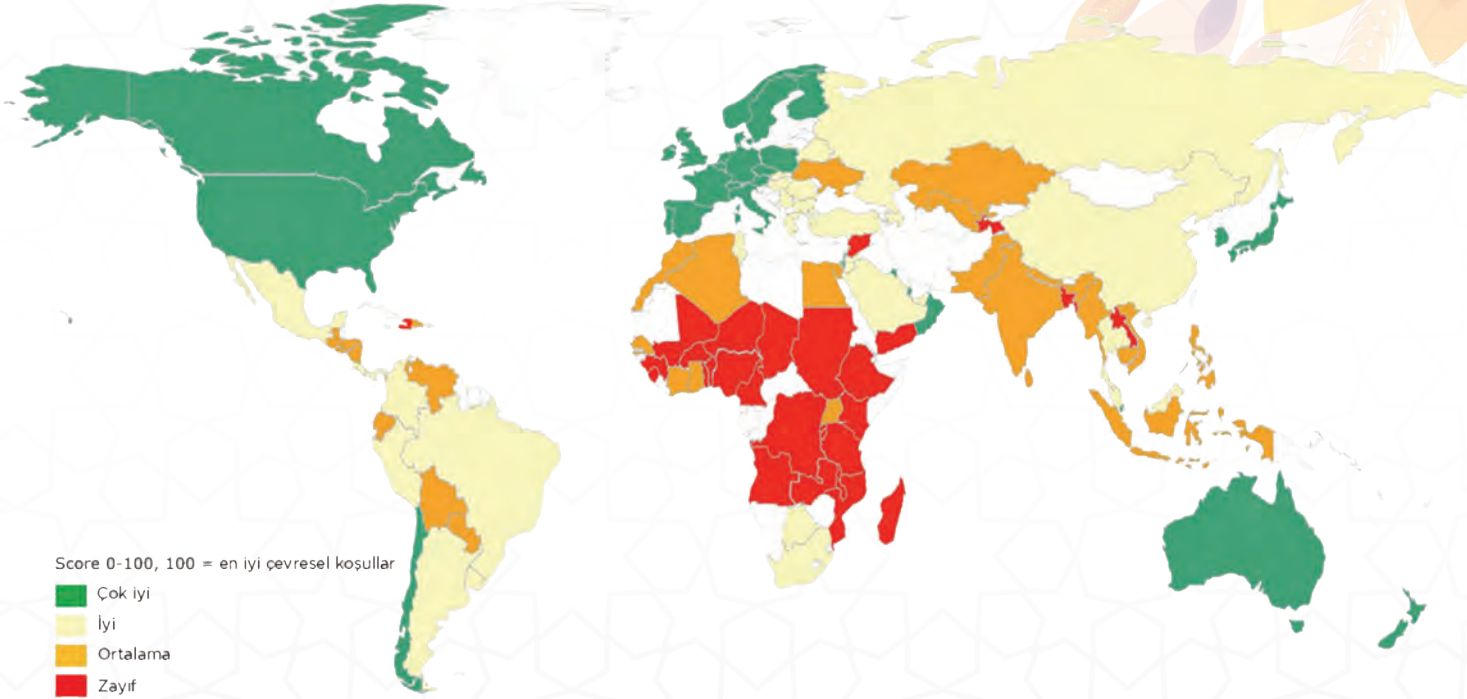 Score 0-100, 100 = en iyi çevresel koşullar
Çok iyi
İyi
Ortalama
Zayıf